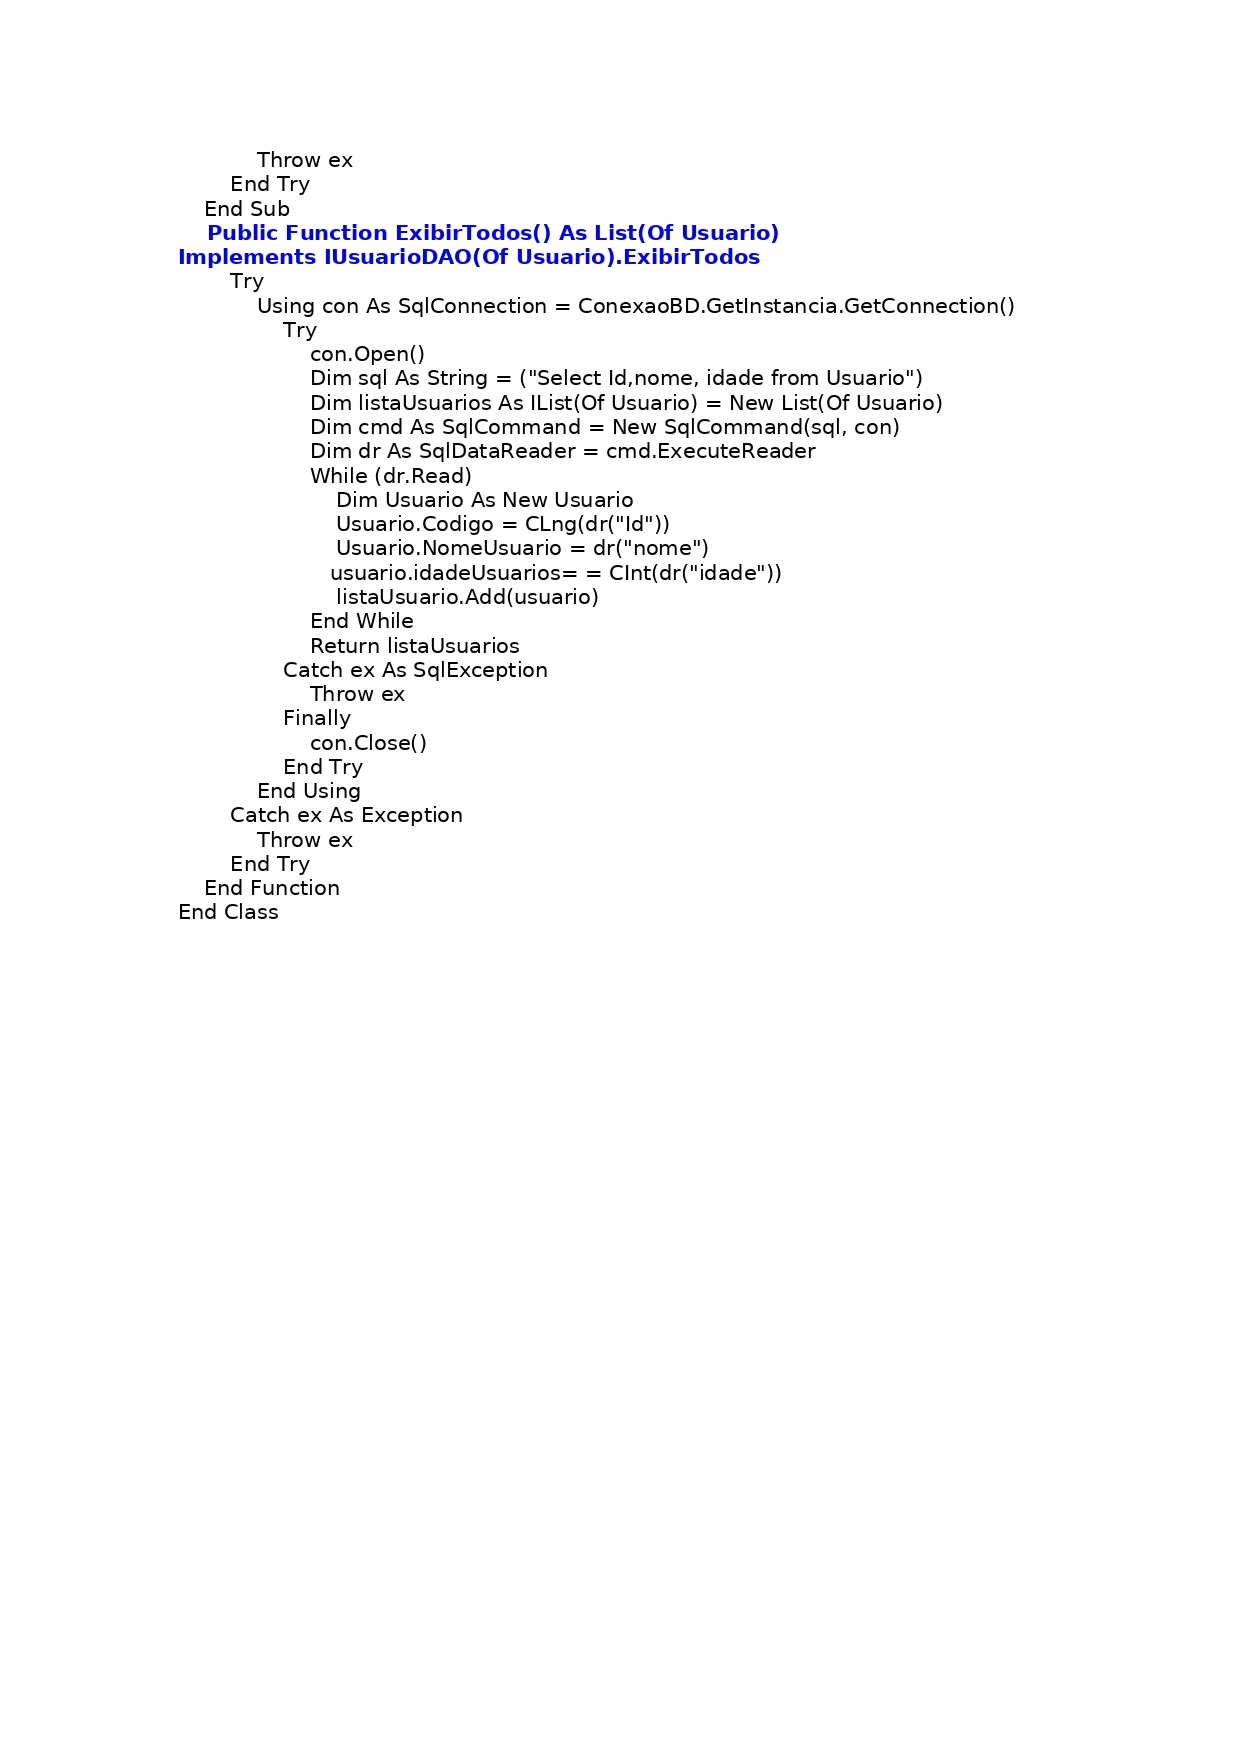 Throw ex
End Try
End Sub
Public Function ExibirTodos() As List(Of Usuario)
Implements IUsuarioDAO(Of Usuario).ExibirTodos
Try
Using con As SqlConnection = ConexaoBD.GetInstancia.GetConnection()
Try
con.Open()
Dim sql As String = ("Select Id,nome, idade from Usuario")
Dim listaUsuarios As IList(Of Usuario) = New List(Of Usuario)
Dim cmd As SqlCommand = New SqlCommand(sql, con)
Dim dr As SqlDataReader = cmd.ExecuteReader
While (dr.Read)
Dim Usuario As New Usuario
Usuario.Codigo = CLng(dr("Id"))
Usuario.NomeUsuario = dr("nome")
usuario.idadeUsuarios= = CInt(dr("idade"))
listaUsuario.Add(usuario)
End While
Return listaUsuarios
Catch ex As SqlException
Throw ex
Finally
con.Close()
End Try
End Using
Catch ex As Exception
Throw ex
End Try
End Function
End Class